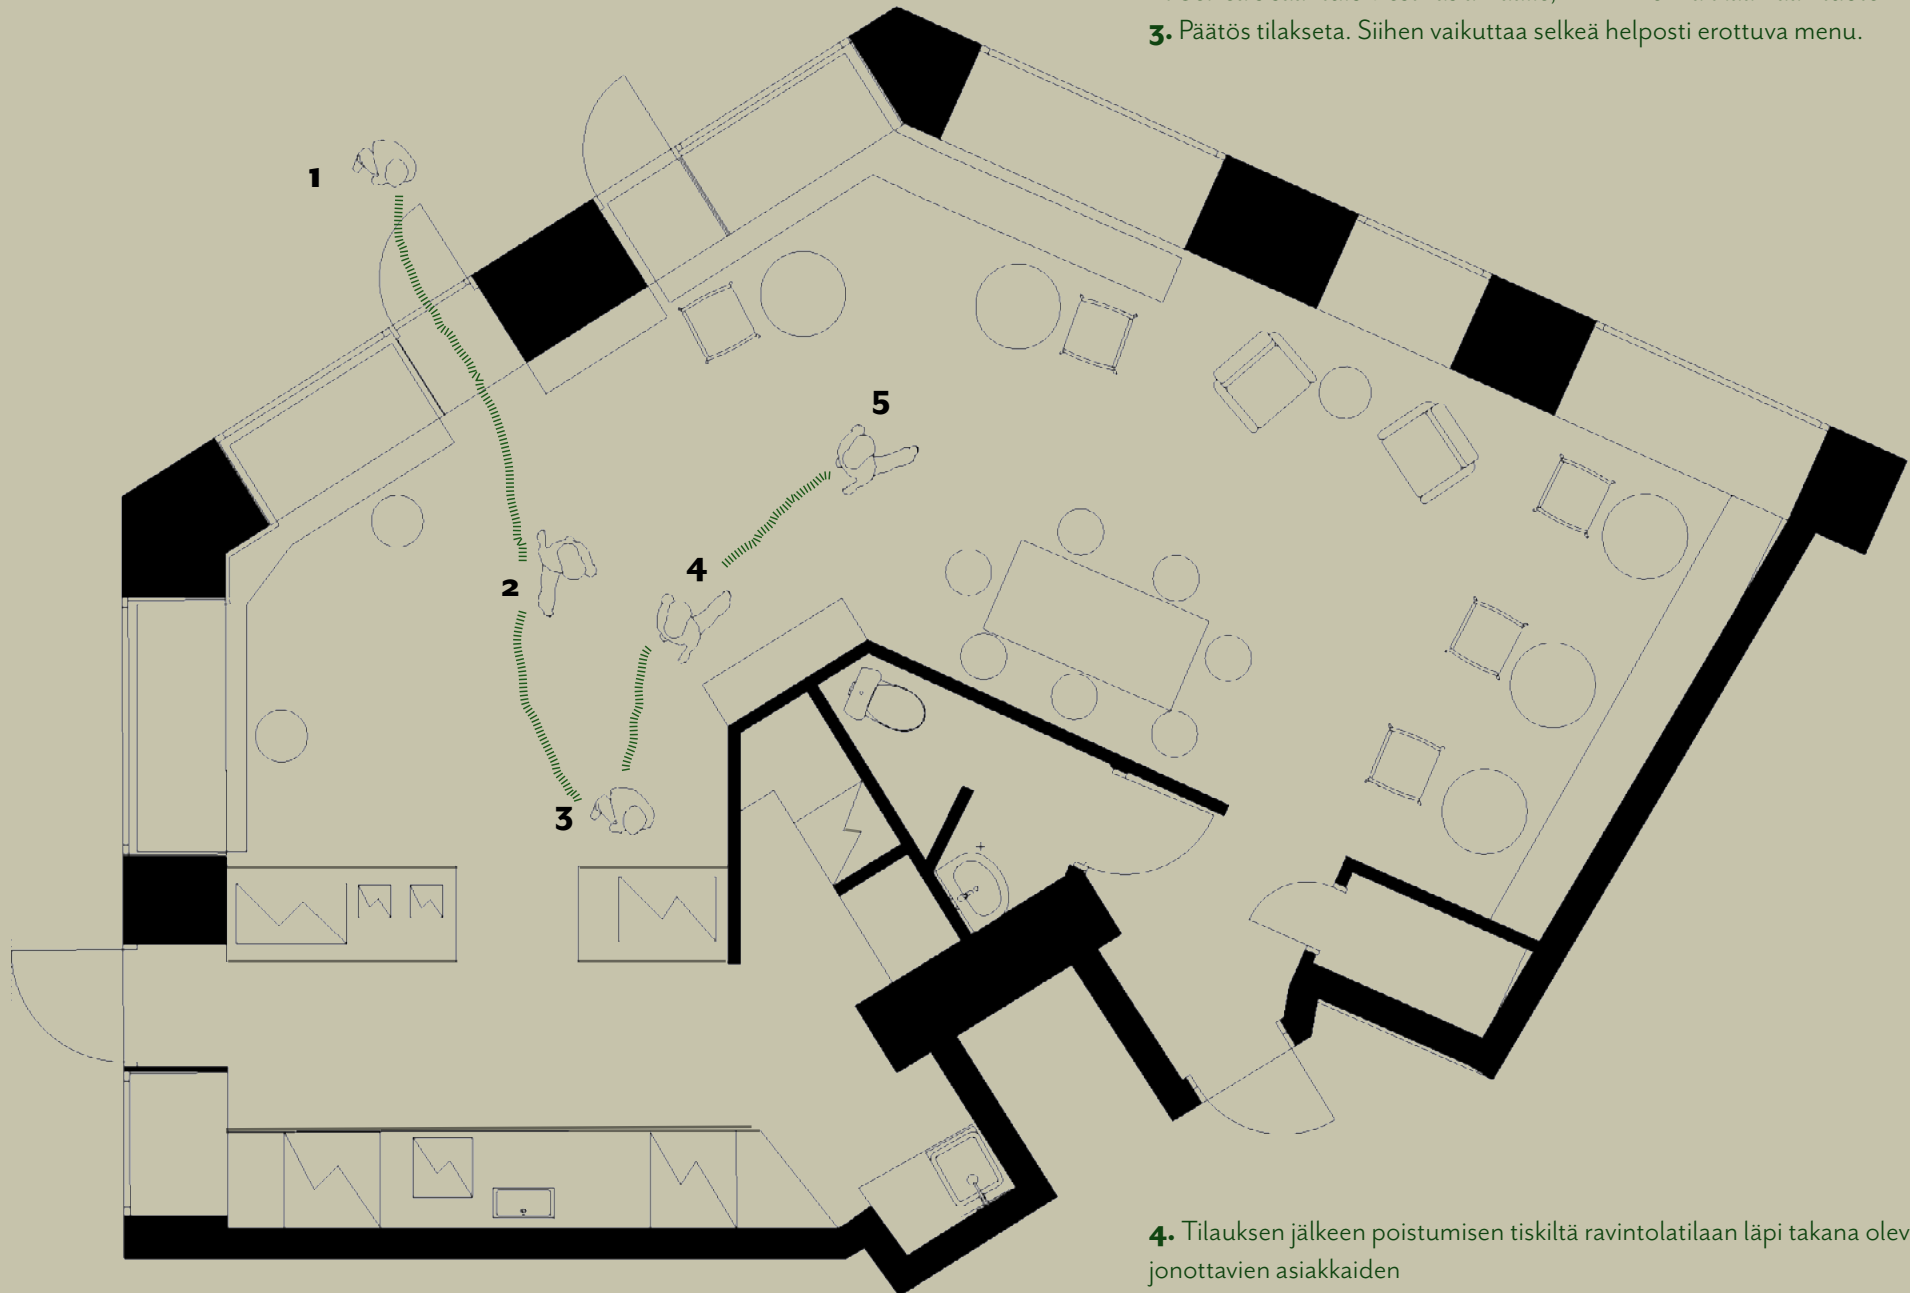 3. Päätös tilakseta. Siihen vaikuttaa selkeä helposti erottuva menu.
1
5
4
2
3
4. Tilauksen jälkeen poistumisen tiskiltä ravintolatilaan läpi takana olev
jonottavien asiakkaiden